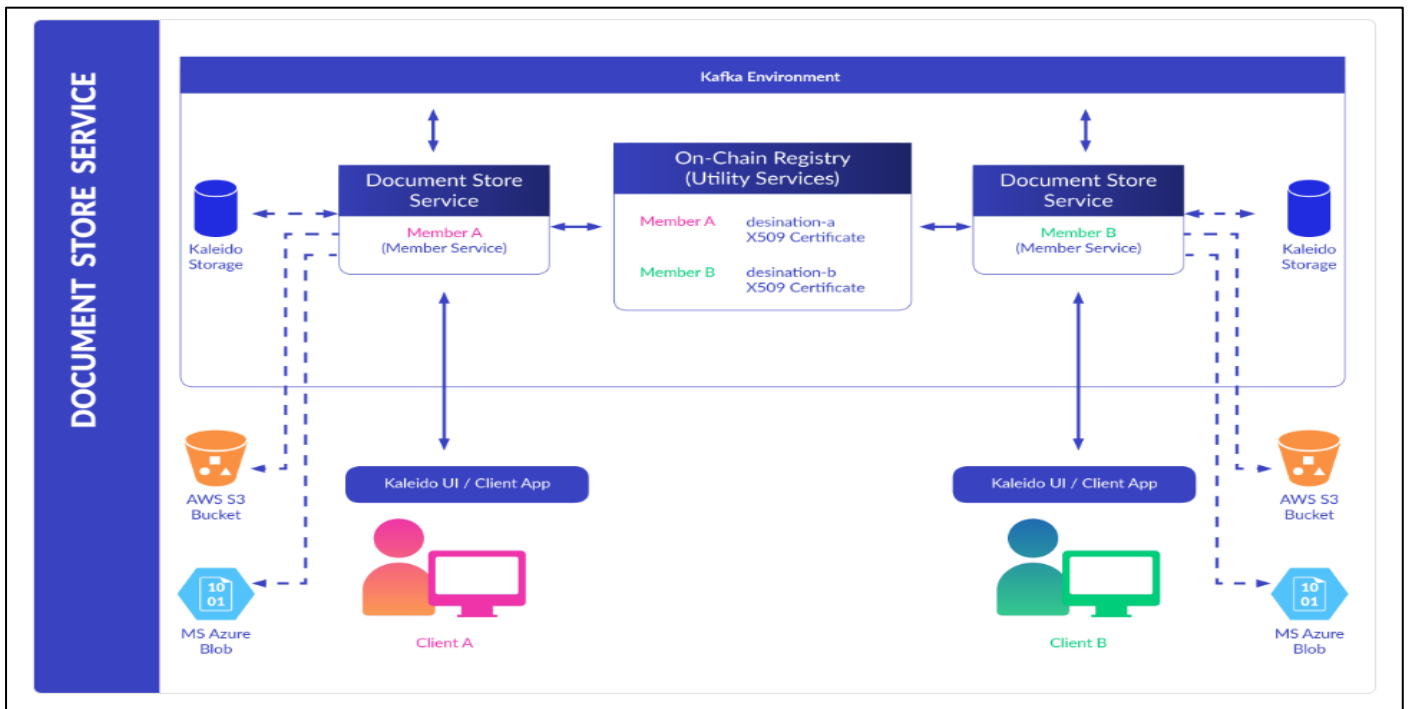 DOCUMENT STORE SERVICE
Kafka Environment
Kaleido
Storage
Document Store
Service
Member A
(Member Service)
On-Chain Registry
(Utility Services)
Member A desination-a
X509 Certificate
Member B desination-b
X509 Certificate
Document Store
Service
Member B
(Member Service)
Kaleido
Storage
AWS S3
Bucket
Kaleido UI / Client App
Kaleido UI / Client App
AWS S3
Bucket
10
01
MS Azure
Blob
Client A
Client B
10
01
MS Azure
Blob